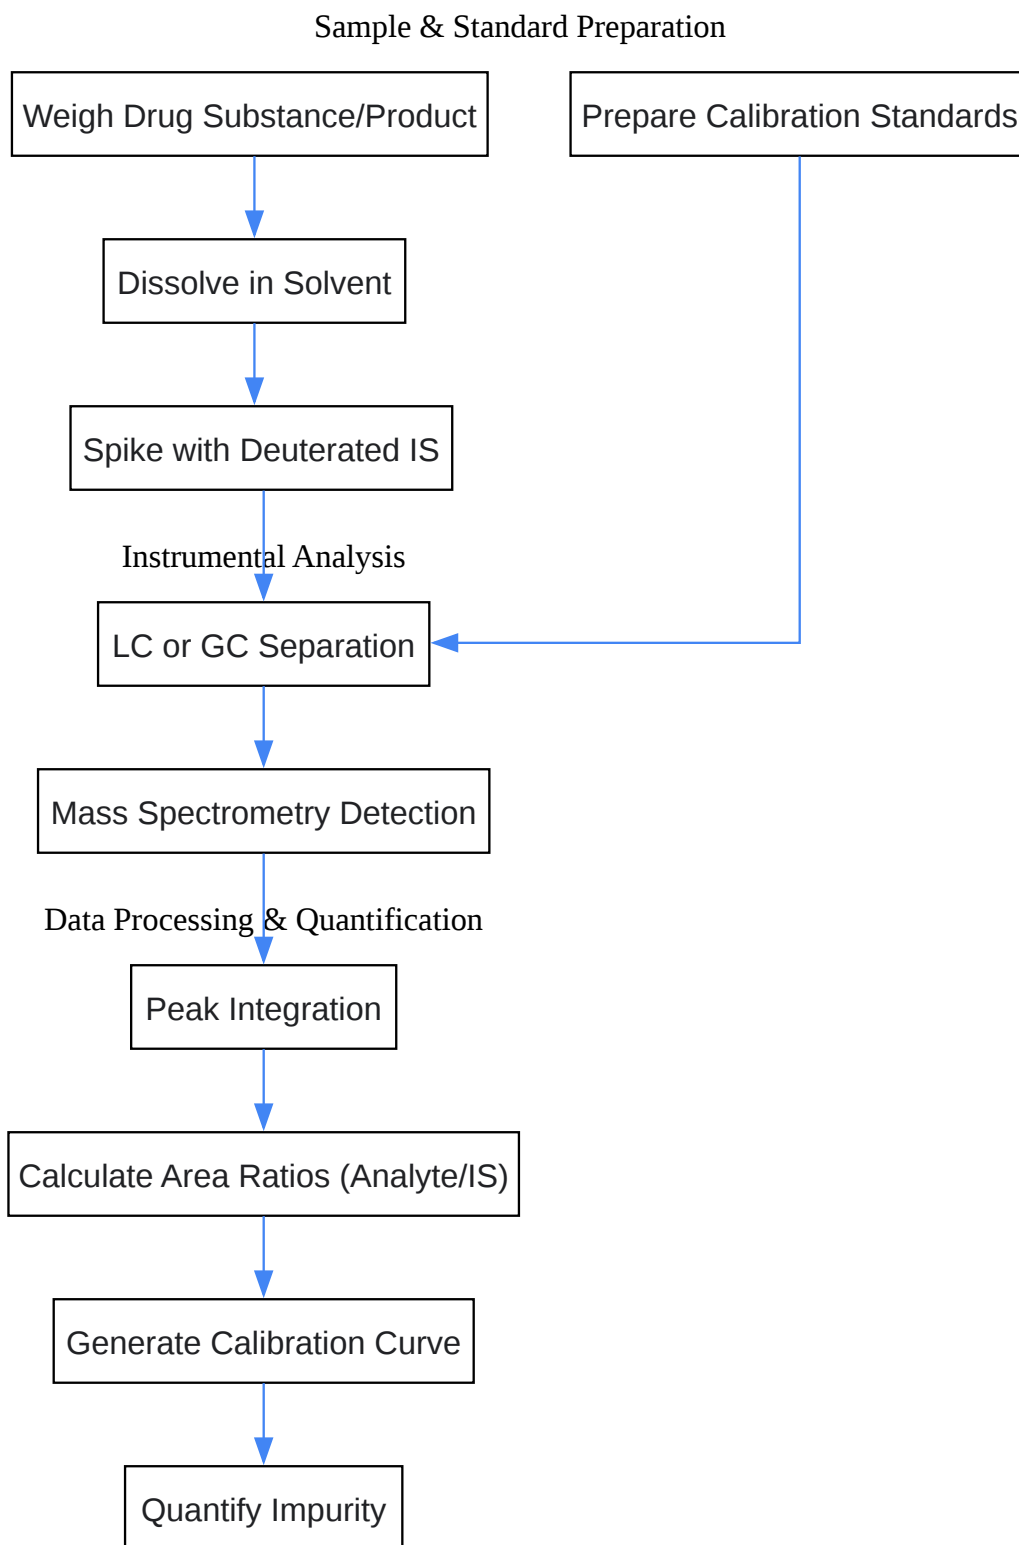 Sample & Standard Preparation
Weigh Drug Substance/Product
Prepare Calibration Standards
Dissolve in Solvent
Spike with Deuterated IS
Instrumental Analysis
LC or GC Separation
Mass Spectrometry Detection
Data Processing & Quantification
Peak Integration
Calculate Area Ratios (Analyte/IS)
Generate Calibration Curve
Quantify Impurity